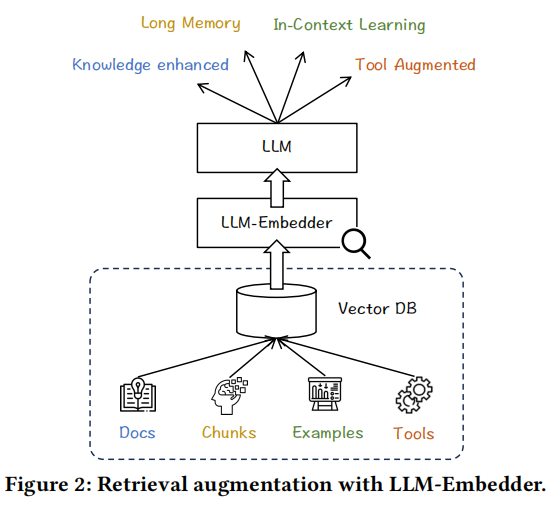 Long Memory
In-Context Learning
Knowledge enhanced
Tool Augmented
LLM
LLM-Embedder
Vector DB
Docs
Chunks
Examples
Tools
Figure 2: Retrieval augmentation with LLM-Embedder.